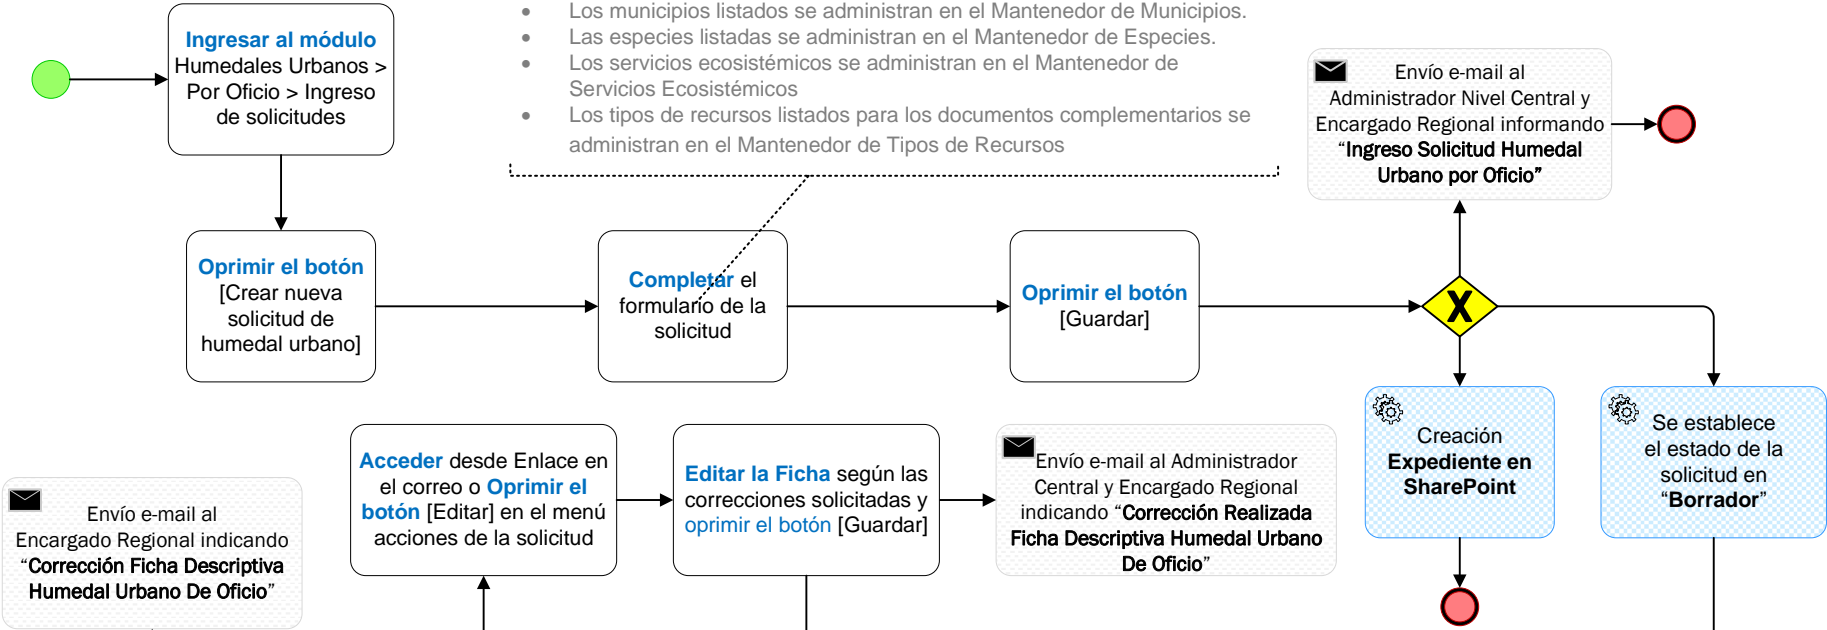 Ingresar al módulo
Humedales Urbanos >
Por Oficio > Ingreso
de solicitudes
• Los municipios listados se administran en el Mantenedor de Municipios.
• Las especies listadas se administran en el Mantenedor de Especies.
• Los servicios ecosistémicos se administran en el Mantenedor de
Servicios Ecosistémicos
• Los tipos de recursos listados para los documentos complementarios se
administran en el Mantenedor de Tipos de Recursos
Envío e-mail al
Administrador Nivel Central y
Encargado Regional informando
“Ingreso Solicitud Humedal
Urbano por Oficio”
Oprimir el botón
[Crear nueva
solicitud de
humedal urbano]
Completar el
formulario de la
solicitud
Oprimir el botón
[Guardar]
X
Creación
Expediente en
SharePoint
Se establece
el estado de la
solicitud en
“Borrador”
Envío e-mail al
Encargado Regional indicando
“Corrección Ficha Descriptiva
Humedal Urbano De Oficio”
Acceder desde Enlace en
el correo o Oprimir el
botón [Editar] en el menú
acciones de la solicitud
Editar la Ficha según las
correcciones solicitadas y
oprimir el botón [Guardar]
Envío e-mail al Administrador
Central y Encargado Regional
indicando “Corrección Realizada
Ficha Descriptiva Humedal Urbano
De Oficio”